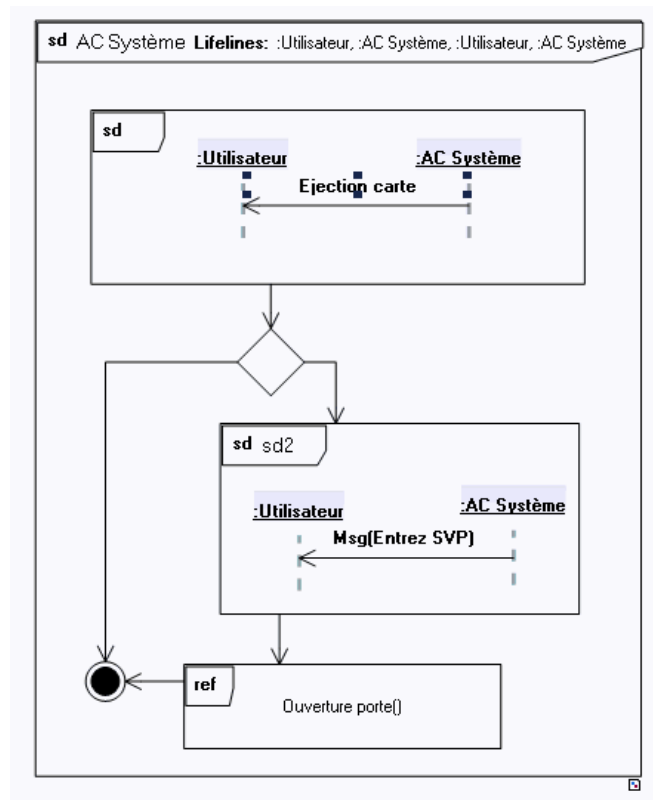 sd AC Système Lifelines: :Utilisateur, :AC Système, :Utilisateur, :AC Système
sd
:Utilisateur :AC Système
Ejection carte
sd sd2
:Utilisateur :AC Système
Msg(Entrez SVP)
ref
Ouverture porte()